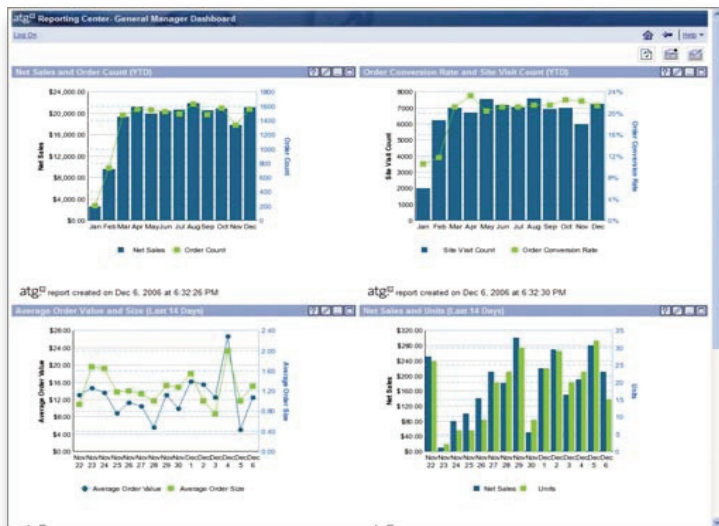 atg Reporting Center- General Manager Dashboard
Log On
Help
Net Sales and Order Count (YTD)
$24,000.00
$20,000.00
$16,000.00
$12,000.00
$8,000.00
$4,000.00
$0.00
Net Sales
1800
1600
1400
1200
1000
800
600
400
200
0
Order Count
Jan Feb Mar Apr May Jun Jul Aug Sep Oct Nov Dec
Net Sales Order Count
atg report created on Dec 6, 2006 at 6:32:26 PM
Order Conversion Rate and Site Visit Count (YTD)
8000
7000
6000
5000
4000
3000
2000
1000
0
Site Visit Count
24%
20%
16%
12%
8%
4%
0%
Order Conversion Rate
Jan Feb Mar Apr May Jun Jul Aug Sep Oct Nov Dec
Site Visit Count Order Conversion Rate
atg report created on Dec 6, 2006 at 6:32:30 PM
Average Order Value and Size (Last 14 Days)
$28.00
$24.00
$20.00
$16.00
$12.00
$8.00
$4.00
$0.00
Average Order Value
2.40
2.00
1.60
1.20
0.80
0.40
0.00
Average Order Size
Nov Nov Nov Nov Nov Nov Nov Nov Nov Dec Dec Dec Dec Dec Dec
22 23 24 25 26 27 28 29 30 1 2 3 4 5 6
Average Order Value Average Order Size
Net Sales and Units (Last 14 Days)
$320.00
$280.00
$240.00
$200.00
$160.00
$120.00
$80.00
$40.00
$0.00
Net Sales
35
30
25
20
15
10
5
0
Units
Nov Nov Nov Nov Nov Nov Nov Nov Nov Dec Dec Dec Dec Dec Dec
22 23 24 25 26 27 28 29 30 1 2 3 4 5 6
Net Sales Units